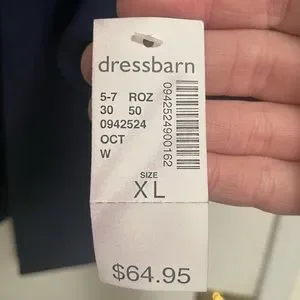 dressbarn
5-7 ROZ
30 50
0942524
OCT
W
0942524900162
SIZE
XL
$64.95